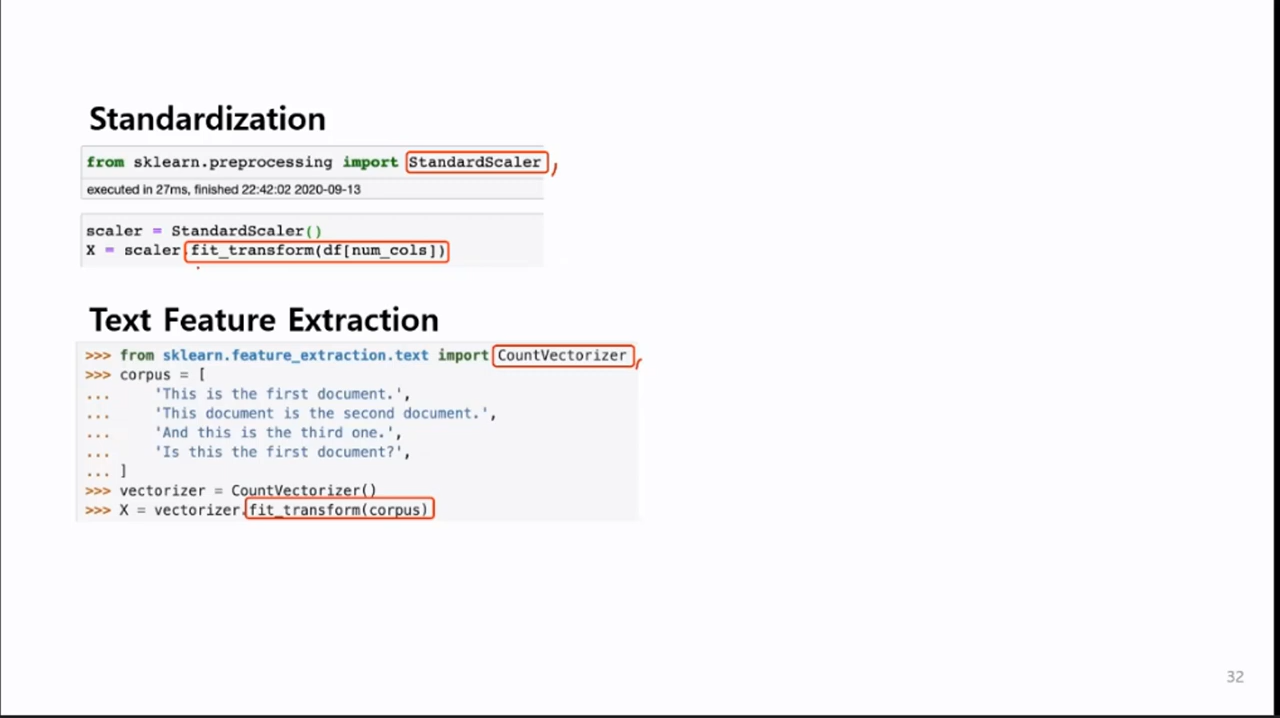 Standardization
from sklearn.preprocessing import StandardScaler
executed in 27ms, finished 22:42:02 2020-09-13
scaler = StandardScaler()
X = scaler.fit_transform(df[num_cols])
Text Feature Extraction
>>> from sklearn.feature_extraction.text import CountVectorizer
>>> corpus = [
...     'This is the first document.',
...     'This document is the second document.',
...     'And this is the third one.',
...     'Is this the first document?',
... ]
>>> vectorizer = CountVectorizer()
>>> X = vectorizer.fit_transform(corpus)
32